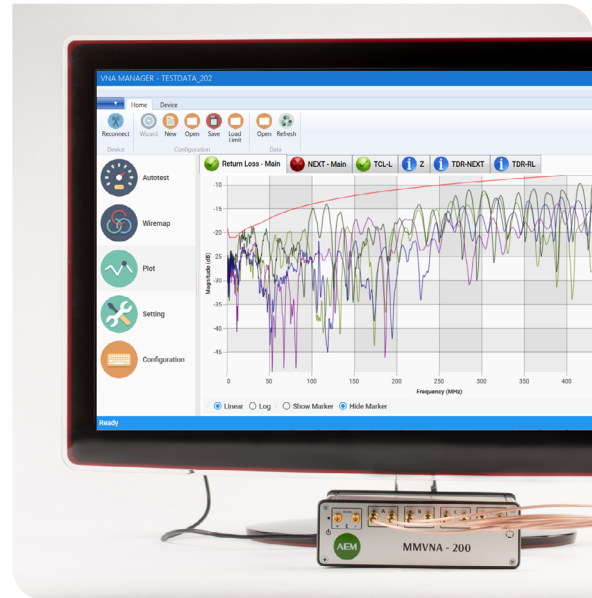 VNA MANAGER - TESTDATA_202
Home Device
Reconnect Wizard New Open Save Load Limit Open Refresh
Device Configuration Data
Return Loss - Main NEXT - Main TCL-L Z TDR-NEXT TDR-RL
Autotest
Wiremap
Plot
Setting
Configuration
Magnitude (dB)
-10
-15
-20
-25
-30
-35
-40
-45
0 50 100 150 200 250 300 350 400
Frequency (MHz)
Linear Log Show Marker Hide Marker
Ready
A B C
E
AEM
MMVNA - 200